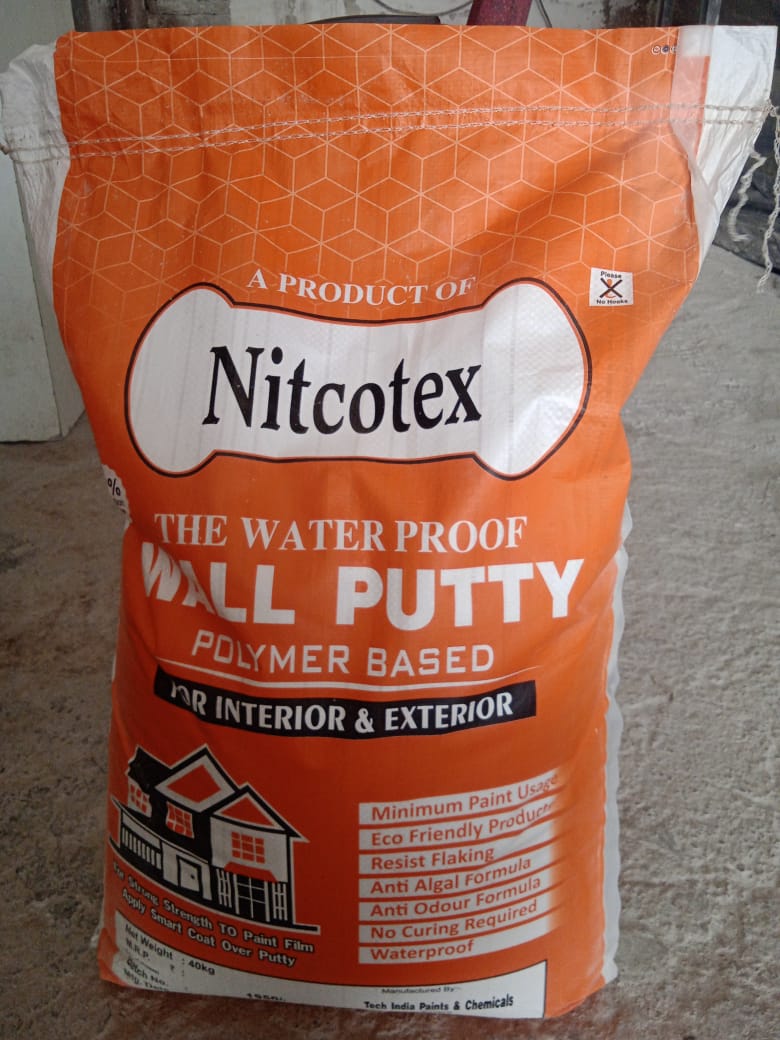 Please
No Hooks
A PRODUCT OF
Nitcotex
%
THE WATER PROOF
WALL PUTTY
POLYMER BASED
FOR INTERIOR & EXTERIOR
Minimum Paint Usage
Eco Friendly Product
Resist Flaking
Anti Algal Formula
Anti Odour Formula
No Curing Required
Waterproof
For Strong Strength TO Paint Film
Apply Smart Coat Over Putty
Net Weight : 40kg
M.R.P. ₹ :
Batch No.
Mfg. Date
Manufactured By:-
Tech India Paints & Chemicals